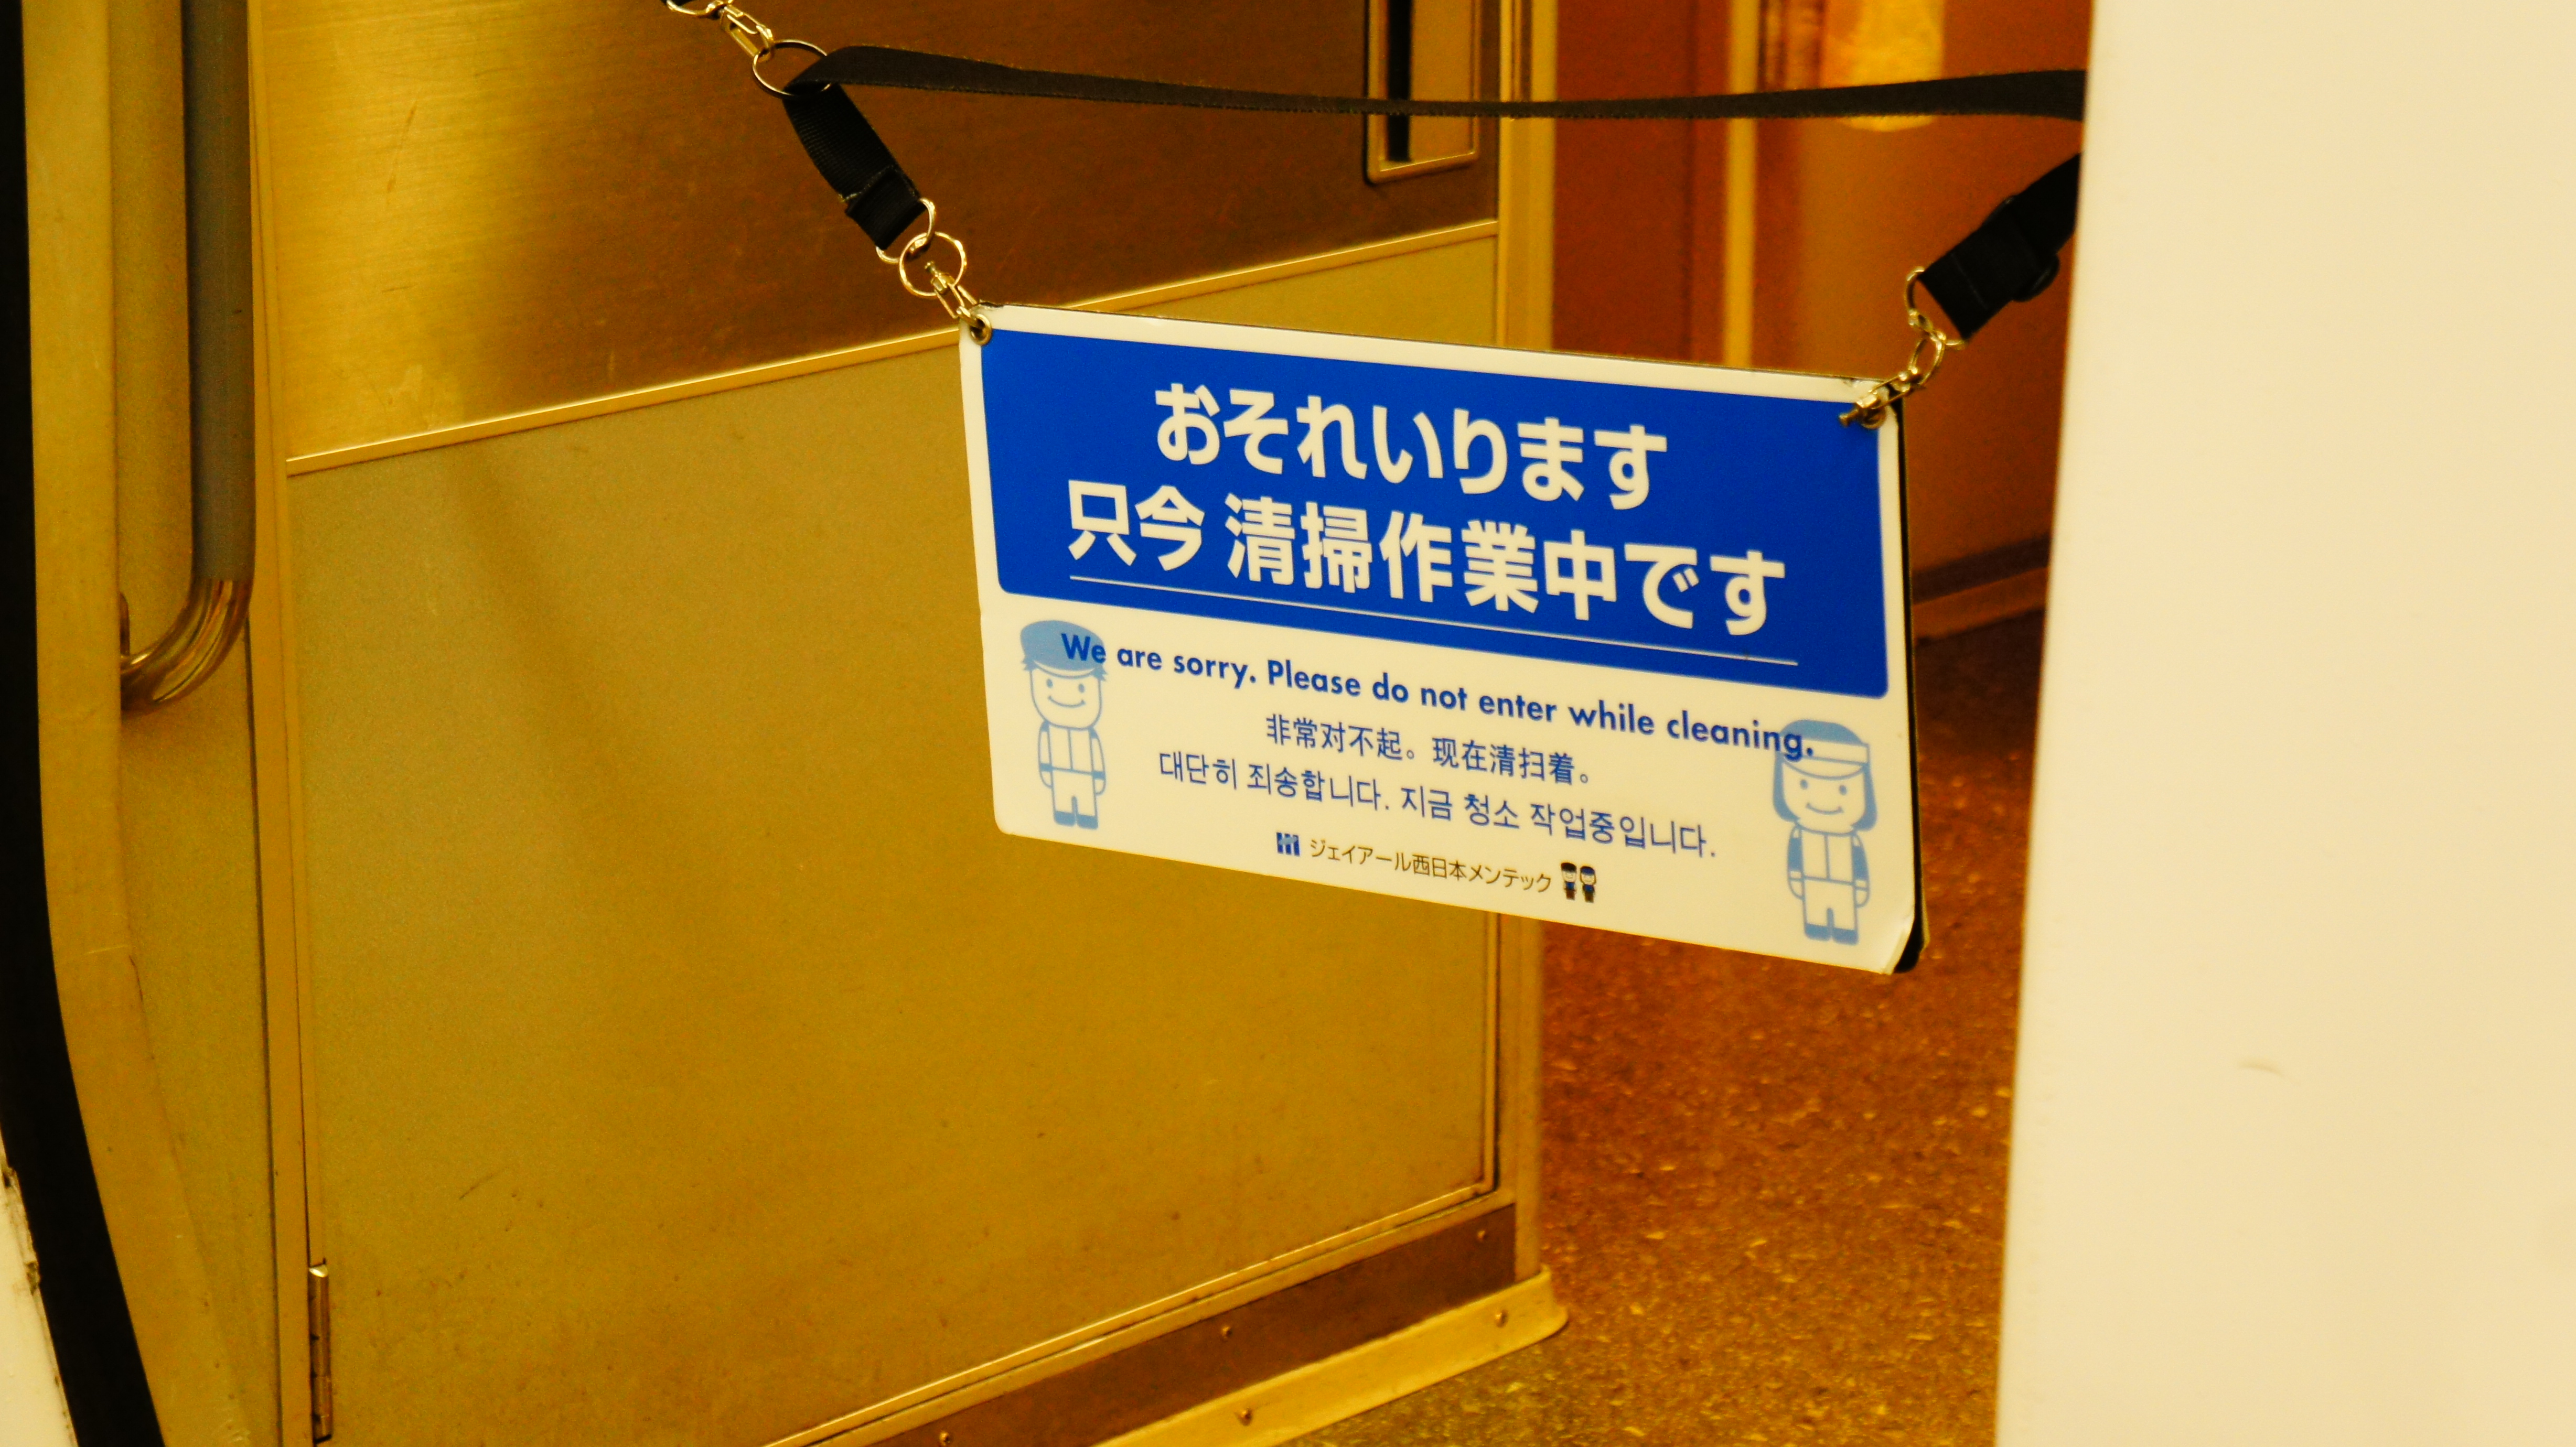 おそれいります
只今 清掃作業中です
We are sorry. Please do not enter while cleaning.
非常对不起。现在清扫着。
대단히 죄송합니다. 지금 청소 작업중입니다.
ジェイアール西日本メンテック